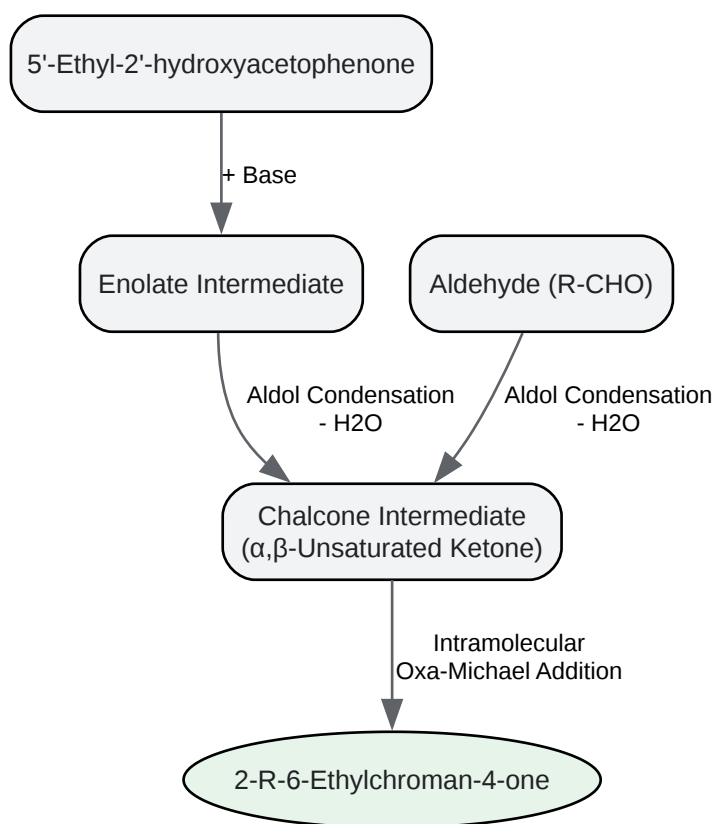 5'-Ethyl-2'-hydroxyacetophenone
+ Base
Enolate Intermediate
Aldehyde (R-CHO)
Aldol Condensation
- H2O
Aldol Condensation
- H2O
Chalcone Intermediate
(α,β-Unsaturated Ketone)
Intramolecular
Oxa-Michael Addition
2-R-6-Ethylchroman-4-one